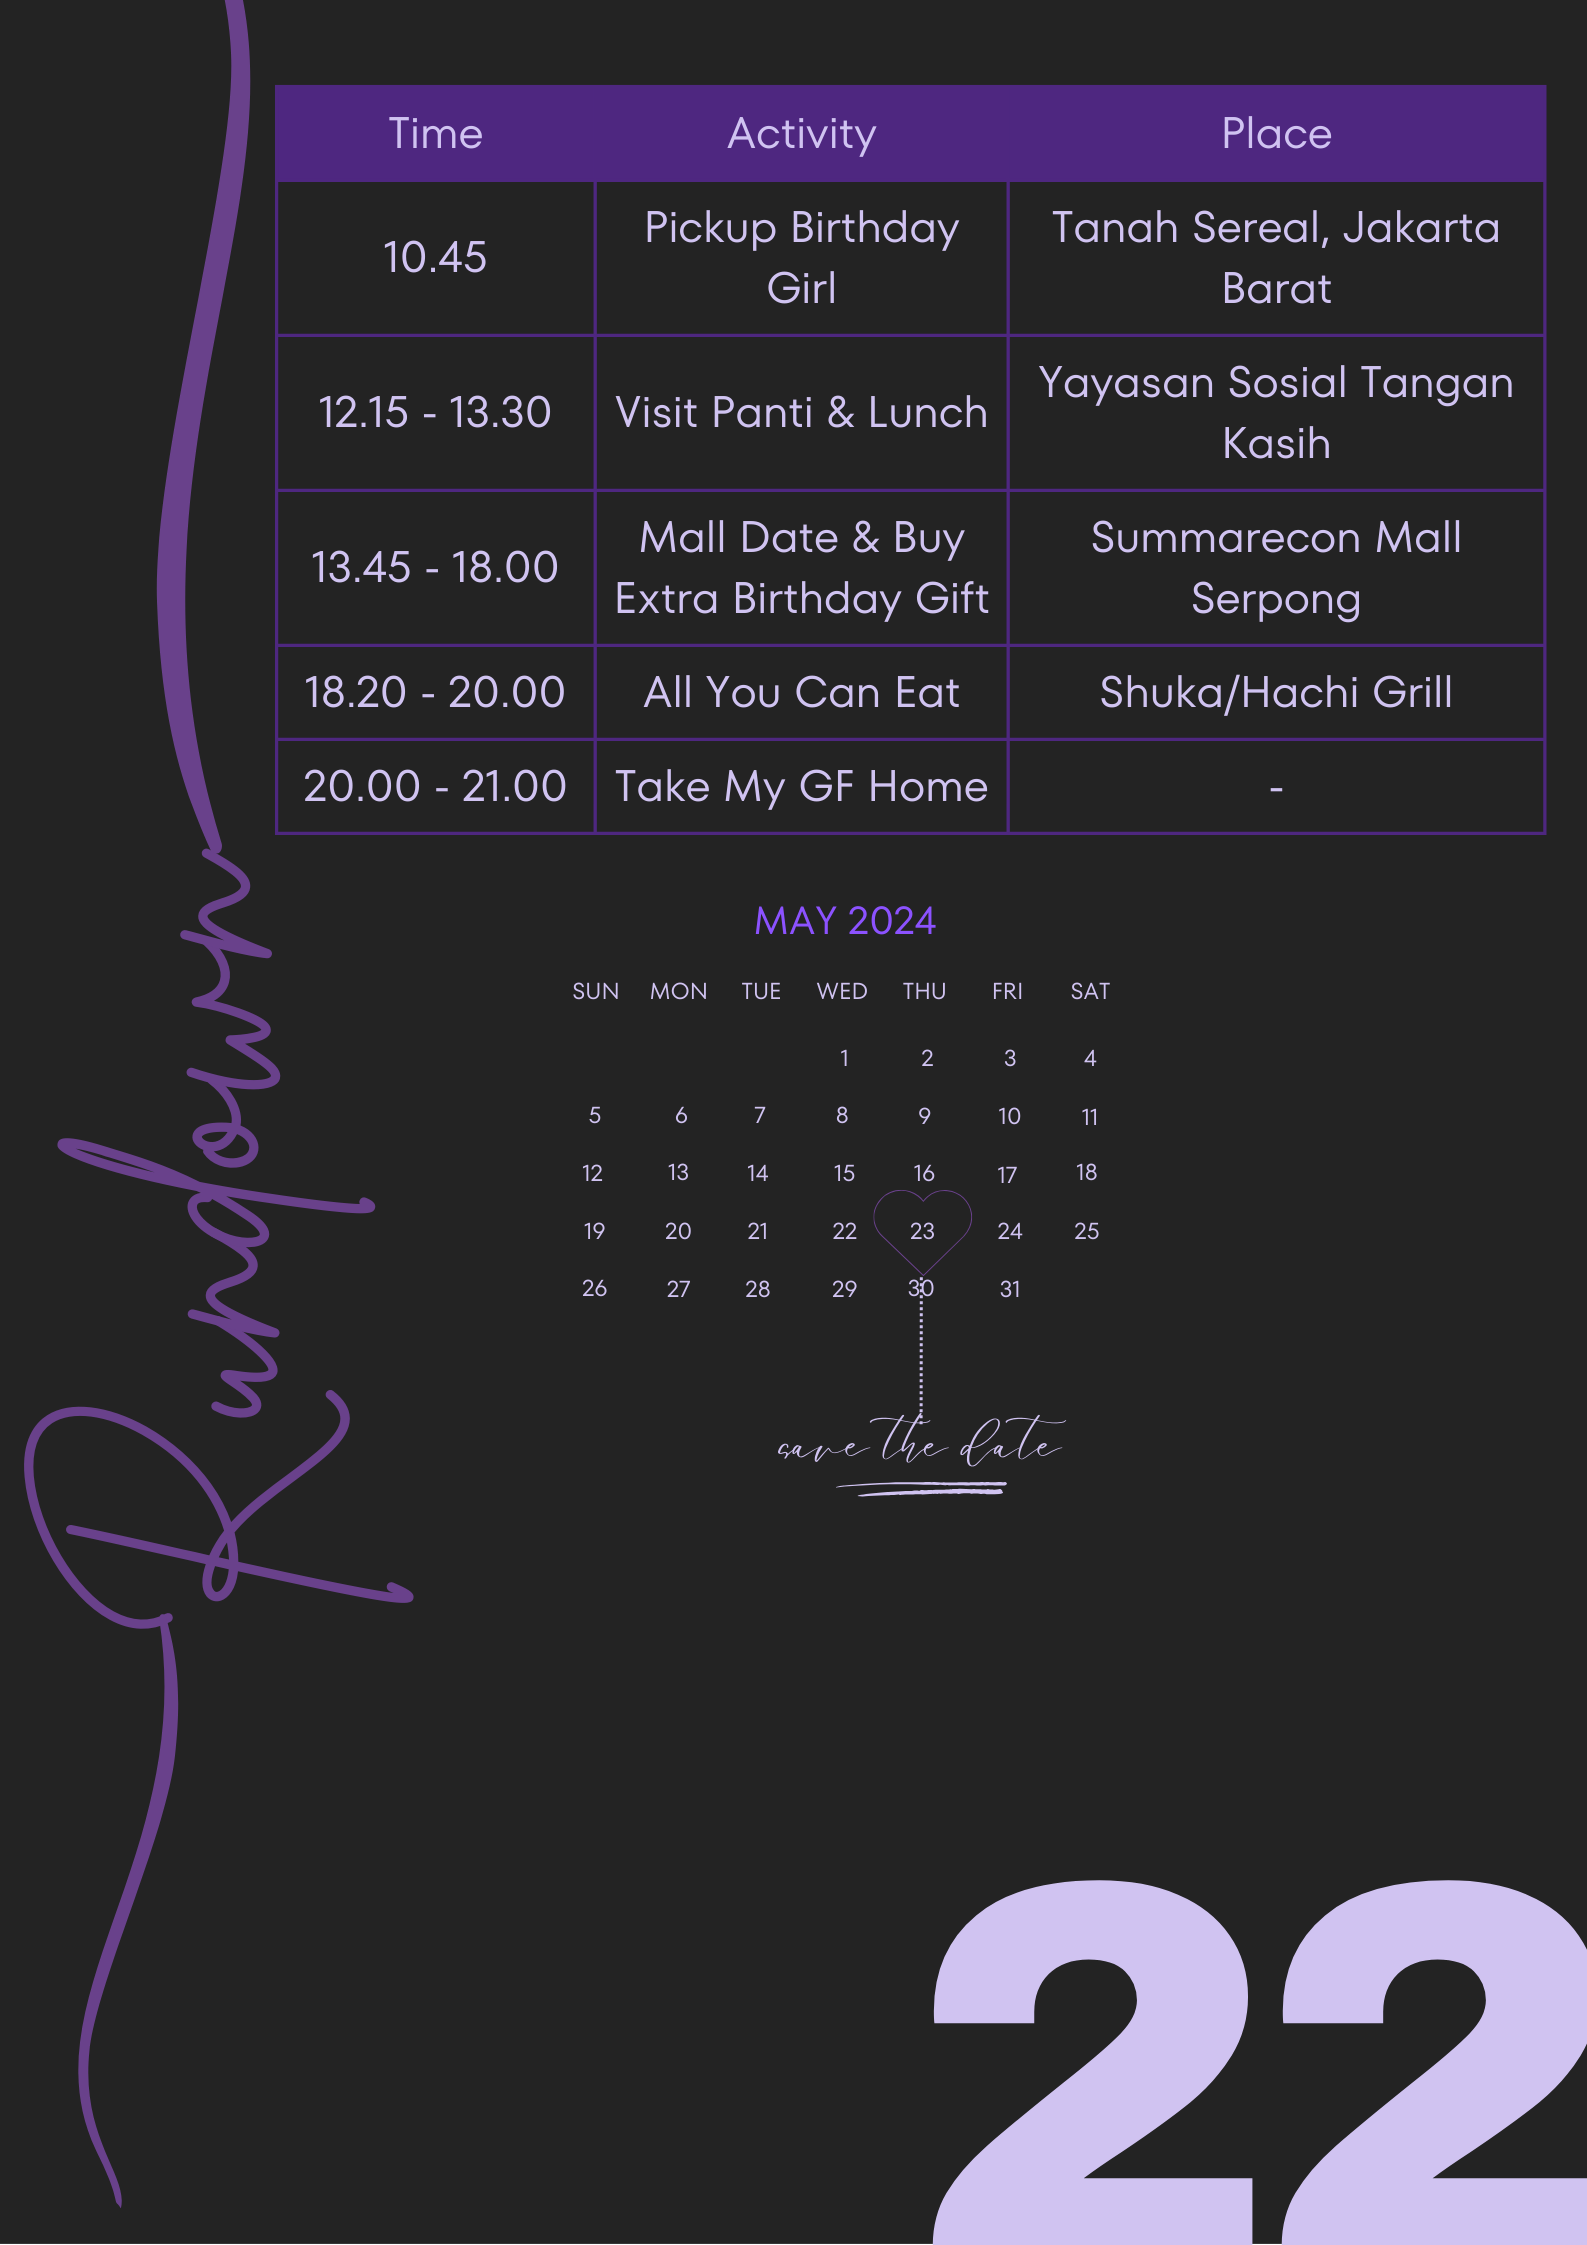 Time Activity Place
10.45 Pickup Birthday Girl Tanah Sereal, Jakarta Barat
12.15 - 13.30 Visit Panti & Lunch Yayasan Sosial Tangan Kasih
13.45 - 18.00 Mall Date & Buy Extra Birthday Gift Summarecon Mall Serpong
18.20 - 20.00 All You Can Eat Shuka/Hachi Grill
20.00 - 21.00 Take My GF Home -
Rundown
MAY 2024
SUN MON TUE WED THU FRI SAT
1 2 3 4
5 6 7 8 9 10 11
12 13 14 15 16 17 18
19 20 21 22 23 24 25
26 27 28 29 30 31
save the date
22